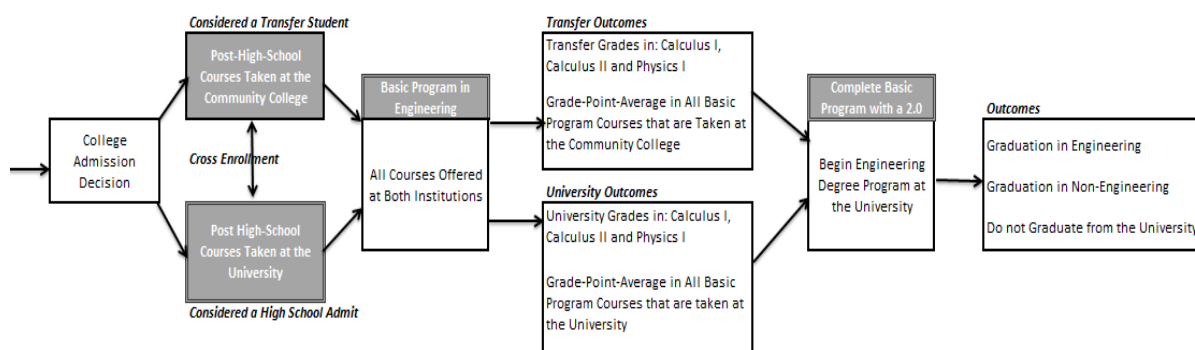 Considered a Transfer Student
Post-High-School
Courses Taken at the
Community College
College
Admission
Decision
Cross Enrollment
Post High-School
Courses Taken at the
University
Considered a High School Admit
Basic Program in
Engineering
All Courses Offered
at Both Institutions
Transfer Outcomes
Transfer Grades in: Calculus I,
Calculus II and Physics I
Grade-Point-Average in All Basic
Program Courses that are Taken at
the Community College
University Outcomes
University Grades in: Calculus I,
Calculus II and Physics I
Grade-Point-Average in All Basic
Program Courses that are taken at
the University
Complete Basic
Program with a 2.0
Begin Engineering
Degree Program at
the University
Outcomes
Graduation in Engineering
Graduation in Non-Engineering
Do not Graduate from the University